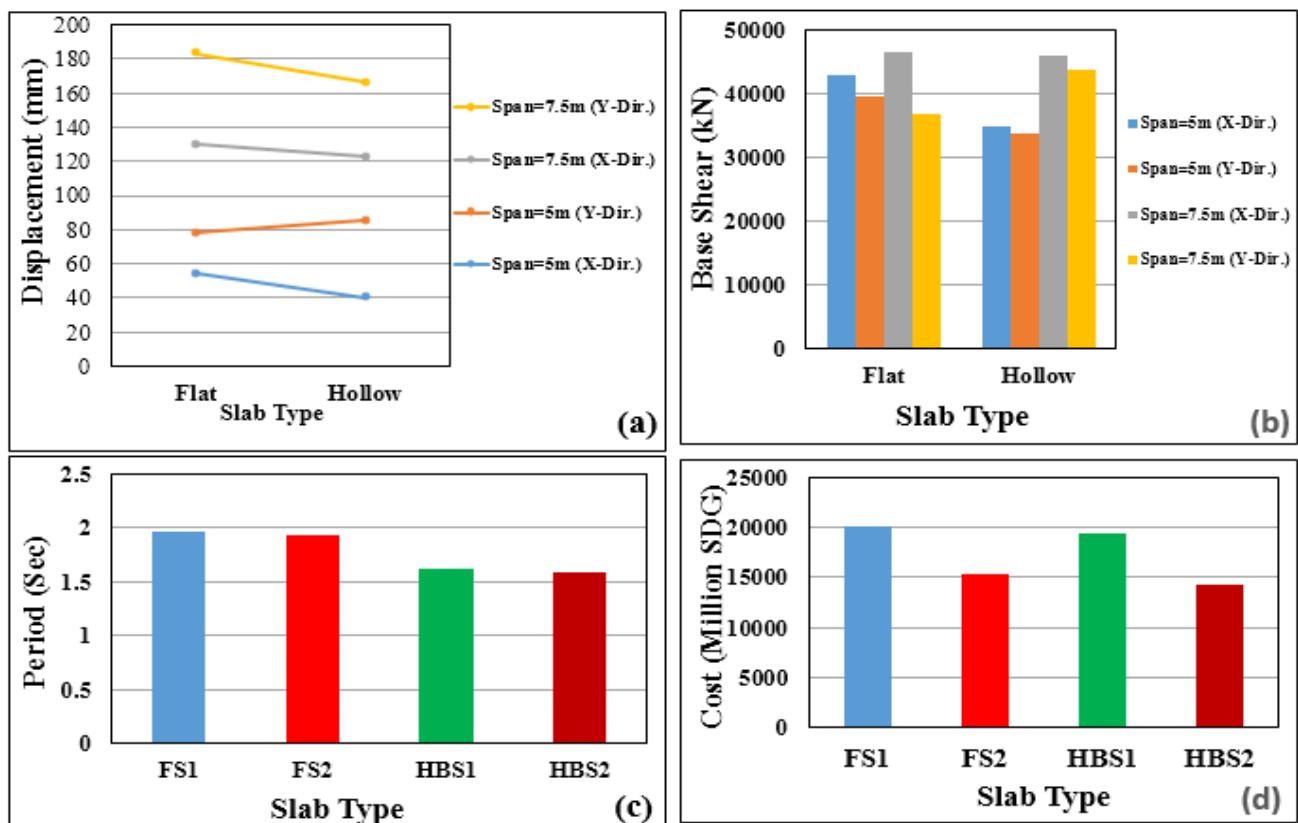 200
180
160
140
120
100
80
60
40
20
0
Displacement (mm)
Flat
Hollow
Slab Type
Span=7.5m (Y-Dir.)
Span=7.5m (X-Dir.)
Span=5m (Y-Dir.)
Span=5m (X-Dir.)
(a)
50000
40000
30000
20000
10000
0
Base Shear (kN)
Flat
Hollow
Slab Type
Span=5m (X-Dir.)
Span=5m (Y-Dir.)
Span=7.5m (X-Dir.)
Span=7.5m (Y-Dir.)
(b)
2.5
2
1.5
1
0.5
0
Period (Sec)
FS1
FS2
HBS1
HBS2
Slab Type
(c)
25000
20000
15000
10000
5000
0
Cost (Million SDG)
FS1
FS2
HBS1
HBS2
Slab Type
(d)